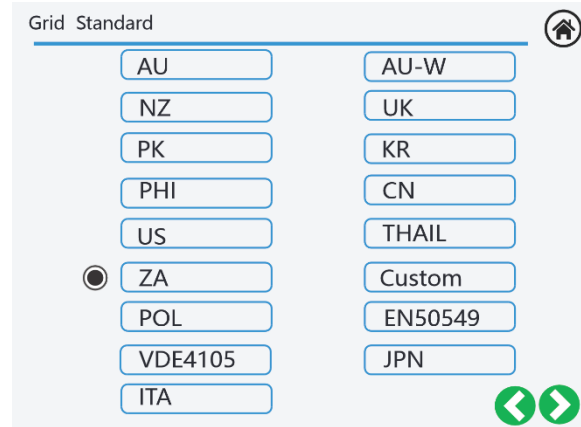 Grid Standard
AU AU-W
NZ UK
PK KR
PHI CN
US THAIL
ZA Custom
POL EN50549
VDE4105 JPN
ITA